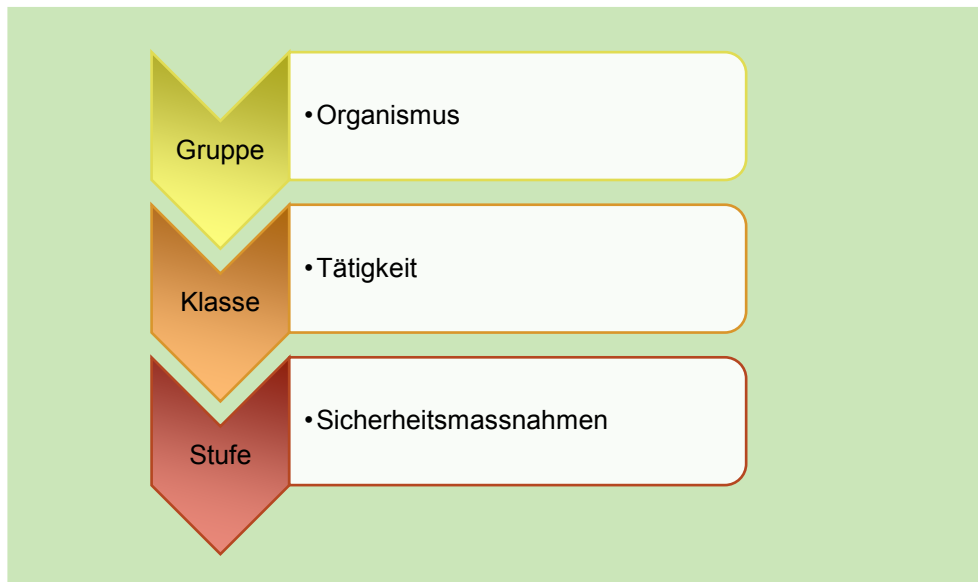 Gruppe
•Organismus
Klasse
•Tätigkeit
Stufe
•Sicherheitsmassnahmen